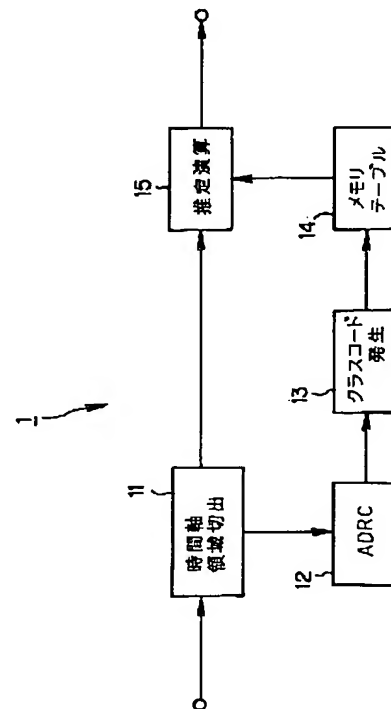 1
11
時間軸
領域切出
15
推定演算
12
ADRC
13
クラスコード
発生
14
メモリ
テーブル